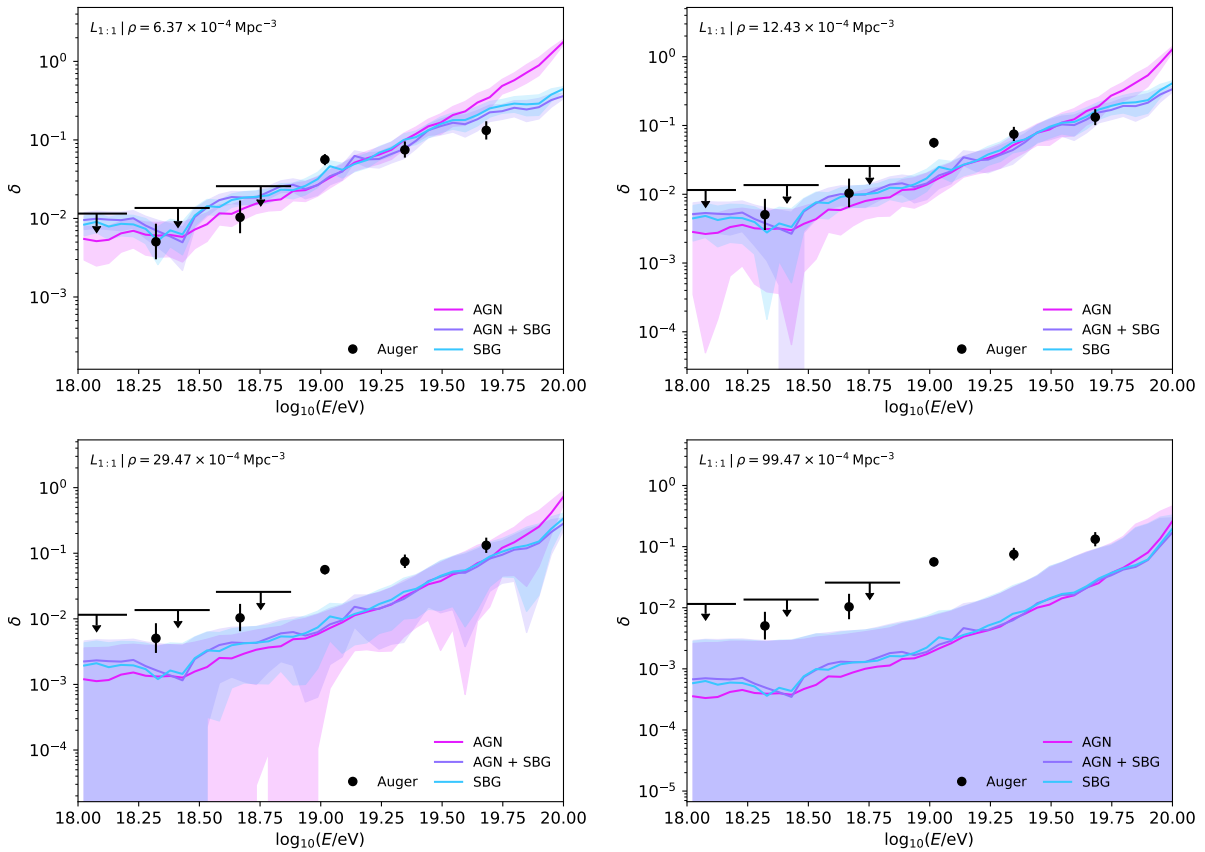 L₁:₁ | ρ = 6.37 × 10⁻⁴ Mpc⁻³
δ
10⁰
10⁻¹
10⁻²
10⁻³
AGN
AGN + SBG
Auger
SBG
18.00 18.25 18.50 18.75 19.00 19.25 19.50 19.75 20.00
log₁₀(E/eV)
L₁:₁ | ρ = 12.43 × 10⁻⁴ Mpc⁻³
δ
10⁰
10⁻¹
10⁻²
10⁻³
10⁻⁴
AGN
AGN + SBG
Auger
SBG
18.00 18.25 18.50 18.75 19.00 19.25 19.50 19.75 20.00
log₁₀(E/eV)
L₁:₁ | ρ = 29.47 × 10⁻⁴ Mpc⁻³
δ
10⁰
10⁻¹
10⁻²
10⁻³
10⁻⁴
AGN
AGN + SBG
Auger
SBG
18.00 18.25 18.50 18.75 19.00 19.25 19.50 19.75 20.00
log₁₀(E/eV)
L₁:₁ | ρ = 99.47 × 10⁻⁴ Mpc⁻³
δ
10⁰
10⁻¹
10⁻²
10⁻³
10⁻⁴
10⁻⁵
AGN
AGN + SBG
Auger
SBG
18.00 18.25 18.50 18.75 19.00 19.25 19.50 19.75 20.00
log₁₀(E/eV)